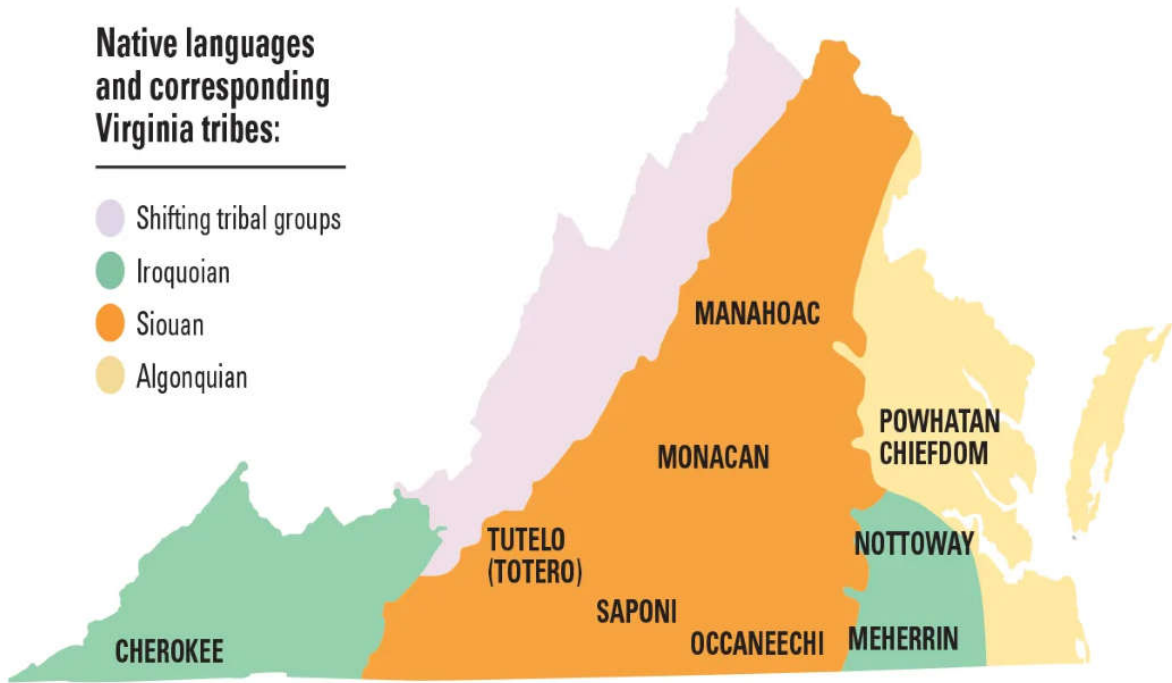 Native languages
and corresponding
Virginia tribes:
Shifting tribal groups
Iroquoian
Siouan
Algonquian
MANAHOAC
POWHATAN
CHIEFDOM
MONACAN
TUTELO
(TOTERO)
NOTTOWAY
SAPONI
OCCANEECHI
MEHERRIN
CHEROKEE